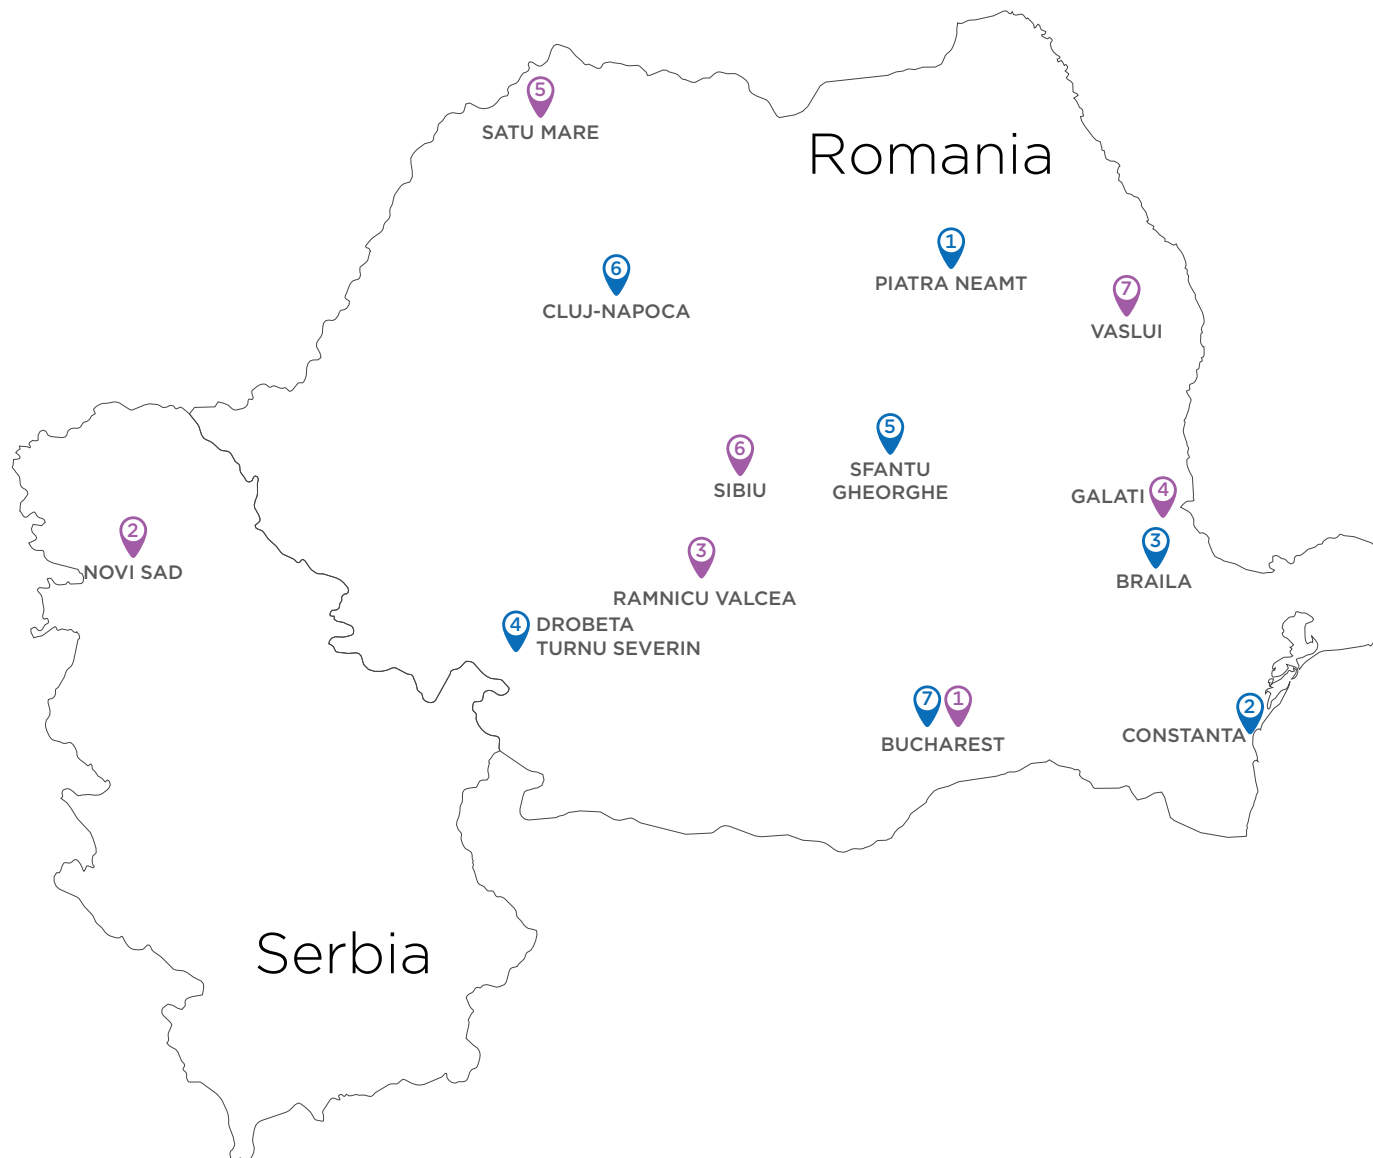 5
SATU MARE
Romania
1
PIATRA NEAMT
6
CLUJ-NAPOCA
7
VASLUI
5
SFANTU
GHEORGHE
6
SIBIU
4
GALATI
2
NOVI SAD
3
RAMNICU VALCEA
3
BRAILA
4
DROBETA
TURNU SEVERIN
7 1
BUCHAREST
2
CONSTANTA
Serbia